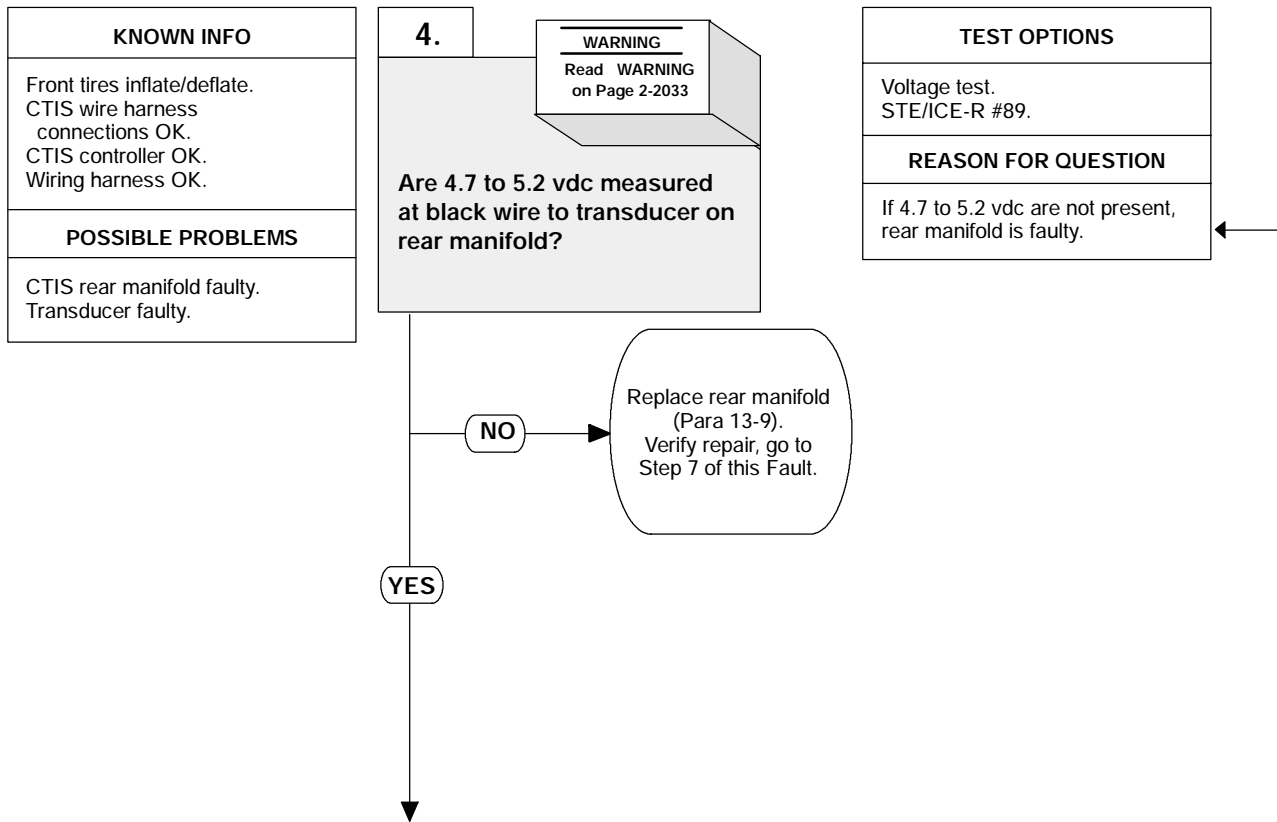 KNOWN INFO
Front tires inflate/deflate.
CTIS wire harness
connections OK.
CTIS controller OK.
Wiring harness OK.
POSSIBLE PROBLEMS
CTIS rear manifold faulty.
Transducer faulty.
4.
WARNING
Read WARNING
on Page 2-2033
Are 4.7 to 5.2 vdc measured
at black wire to transducer on
rear manifold?
TEST OPTIONS
Voltage test.
STE/ICE-R #89.
REASON FOR QUESTION
If 4.7 to 5.2 vdc are not present,
rear manifold is faulty.
NO
Replace rear manifold
(Para 13-9).
Verify repair, go to
Step 7 of this Fault.
YES